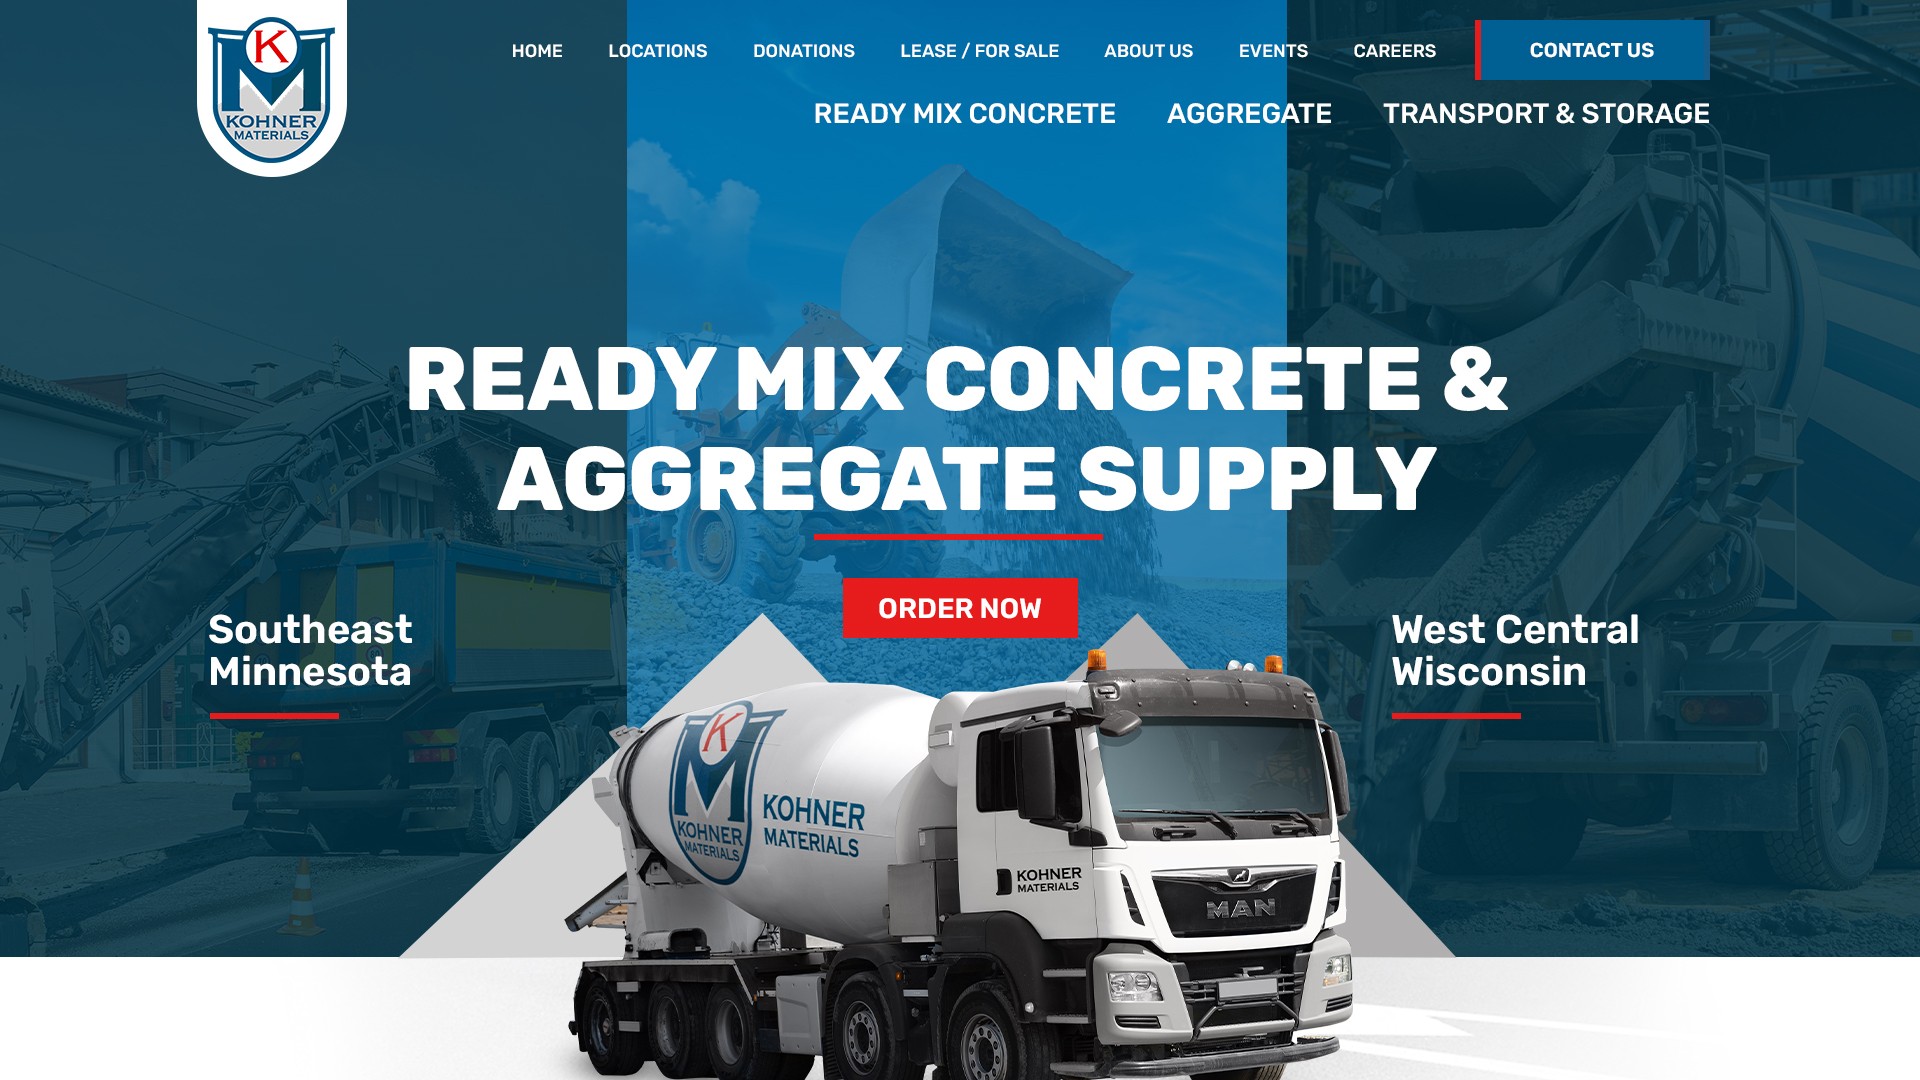 K
M
KOHNER
MATERIALS
HOME
LOCATIONS
DONATIONS
LEASE / FOR SALE
ABOUT US
EVENTS
CAREERS
CONTACT US
READY MIX CONCRETE
AGGREGATE
TRANSPORT & STORAGE
READY MIX CONCRETE &
AGGREGATE SUPPLY
ORDER NOW
Southeast
Minnesota
West Central
Wisconsin
K
M
KOHNER
MATERIALS
KOHNER
MATERIALS
KOHNER
MATERIALS
MAN